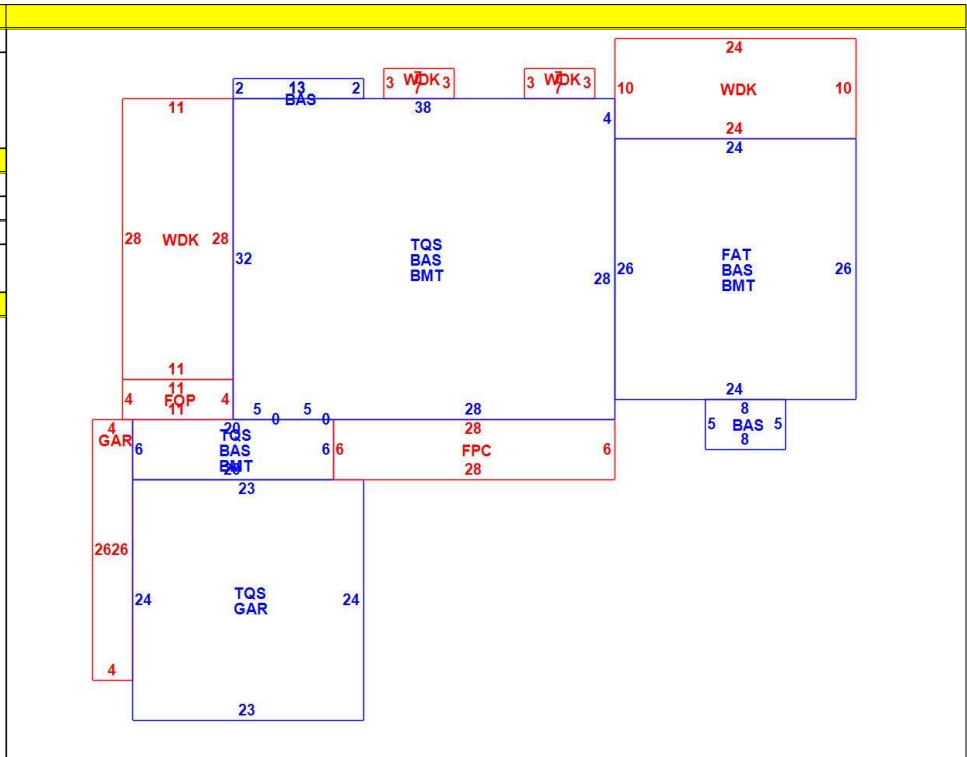 24
3 WDK 3
7
3 WDK 3
7
2 13 2
BAS
10 WDK 10
11
38
4
24
24
28 WDK 28
32
TQS
BAS
BMT
28
26
FAT
BAS
BMT
26
11
11
4 FOP 4
11
5 0 5 0
28
24
8
5 BAS 5
8
4
GAR
20
6
TQS
BAS
BMT
20
6
28
6 FPC 6
28
23
2626
24
TQS
GAR
24
4
23